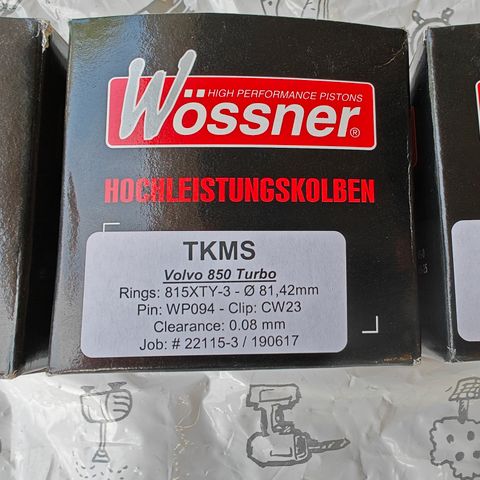 HIGH PERFORMANCE PISTONS
Wössner®
HOCHLEISTUNGSKOLBEN
TKMS
Volvo 850 Turbo
Rings: 815XTY-3 - Ø 81,42mm
Pin: WP094 - Clip: CW23
Clearance: 0.08 mm
Job: # 22115-3 / 190617